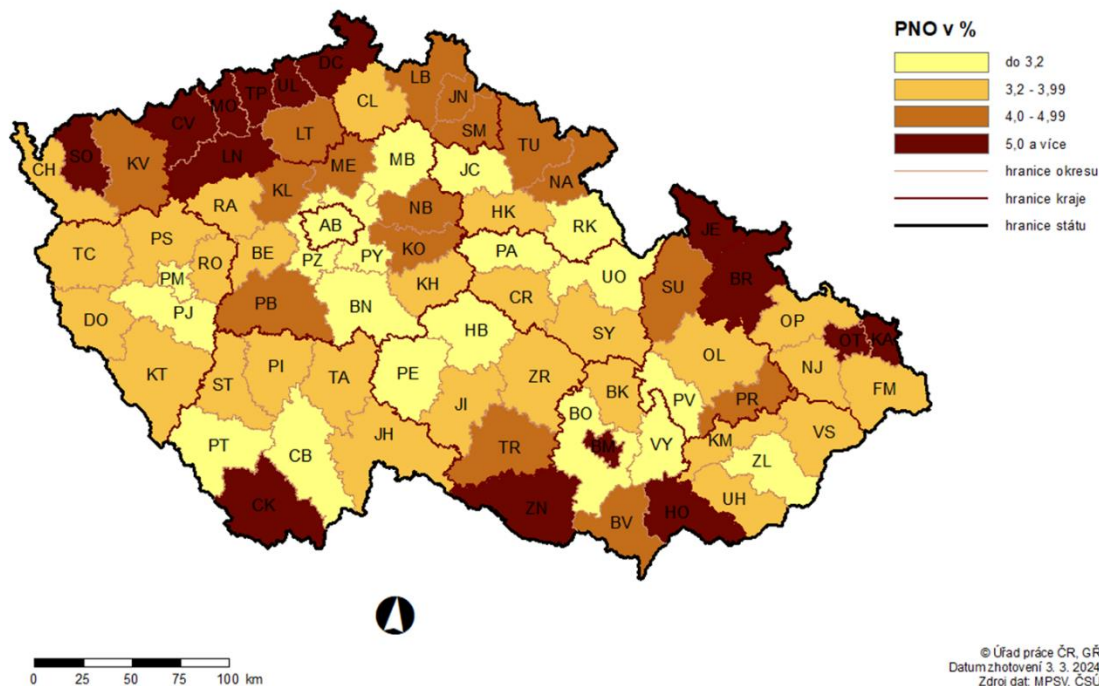 PNO v %
do 3,2
3,2 - 3,99
4,0 - 4,99
5,0 a více
hranice okresu
hranice kraje
hranice státu
DC
LB
UL
TP
JN
MO
CL
CV
LT
SM
TU
SO
KV
LN
ME
MB
JC
NA
CH
KL
RA
NB
HK
RK
AB
JE
PS
BE
KO
PA
TC
RO
PZ
PY
UO
PM
KH
CR
SU
BR
PB
BN
PJ
OP
DO
HB
SY
OT
KA
OL
NJ
KT
PI
TA
PE
ZR
FM
ST
BK
PR
JI
BO
PV
VS
JH
KM
PT
CB
TR
BM
VY
ZL
UH
CK
ZN
BV
HO
0 25 50 75 100 km
© Úřad práce ČR, GŘ
Datum zhotovení 3. 3. 2024
Zdroj dat: MPSV, ČSÚ